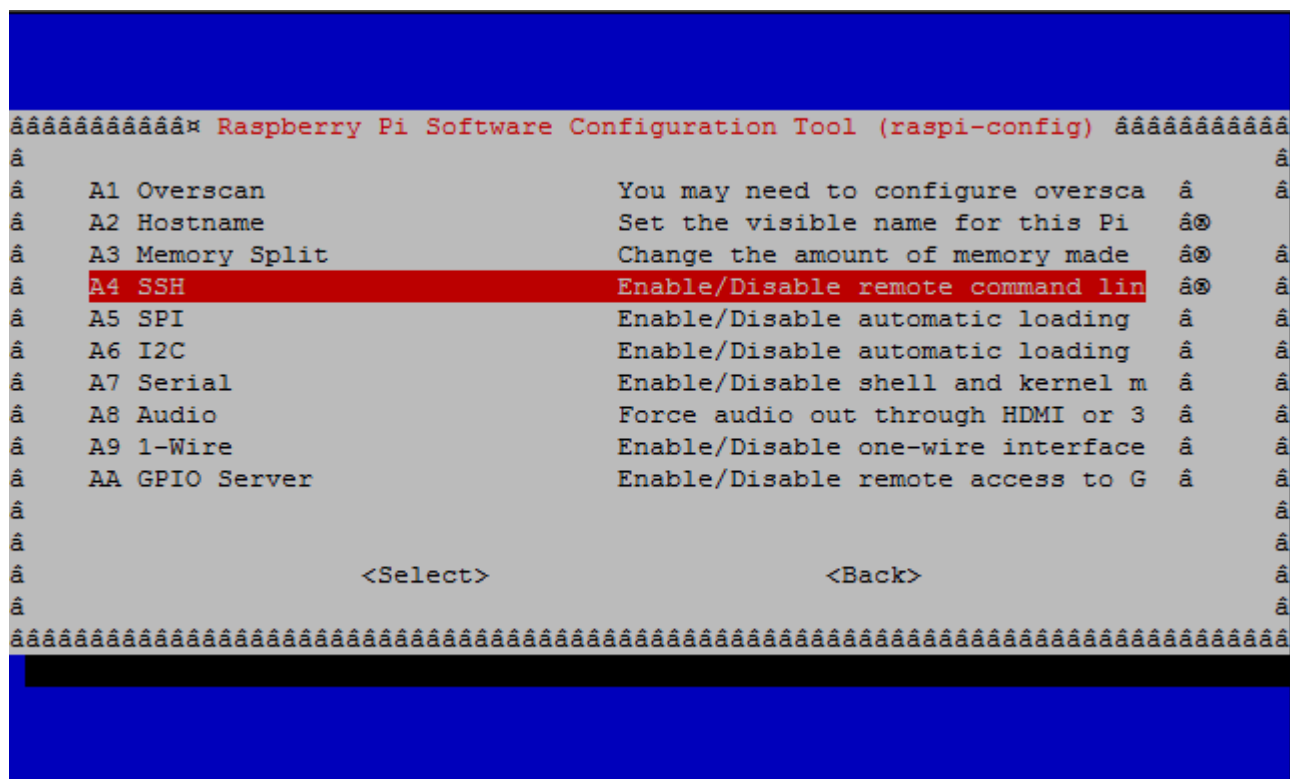 âââââââââââ¤ Raspberry Pi Software Configuration Tool (raspi-config) âââââââââââ
â â
â A1 Overscan You may need to configure oversca â â
â A2 Hostname Set the visible name for this Pi â®
â A3 Memory Split Change the amount of memory made â® â
â A4 SSH Enable/Disable remote command lin â® â
â A5 SPI Enable/Disable automatic loading â â
â A6 I2C Enable/Disable automatic loading â â
â A7 Serial Enable/Disable shell and kernel m â â
â A8 Audio Force audio out through HDMI or 3 â â
â A9 1-Wire Enable/Disable one-wire interface â â
â AA GPIO Server Enable/Disable remote access to G â â
â â
â â
â <Select> <Back> â
â â
ââââââââââââââââââââââââââââââââââââââââââââââââââââââââââââââââââââââââââââââââ